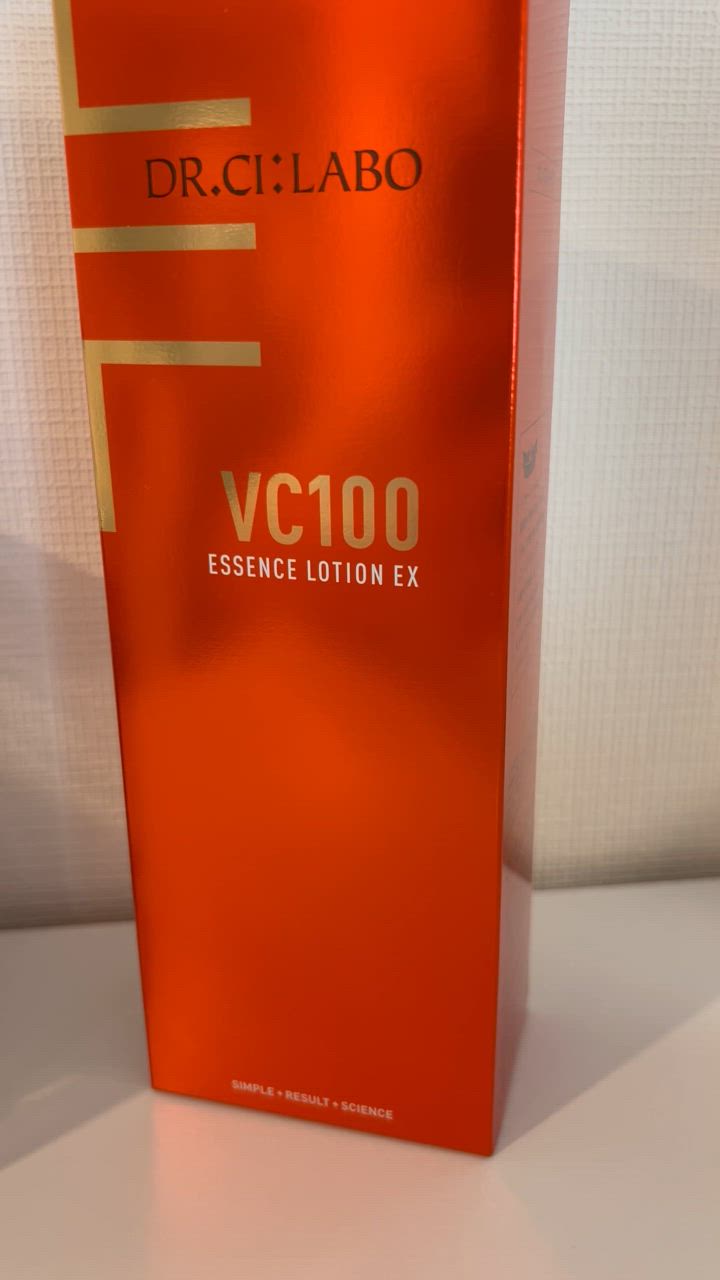 DR.CI:LABO
VC100
ESSENCE LOTION EX
SIMPLE + RESULT + SCIENCE